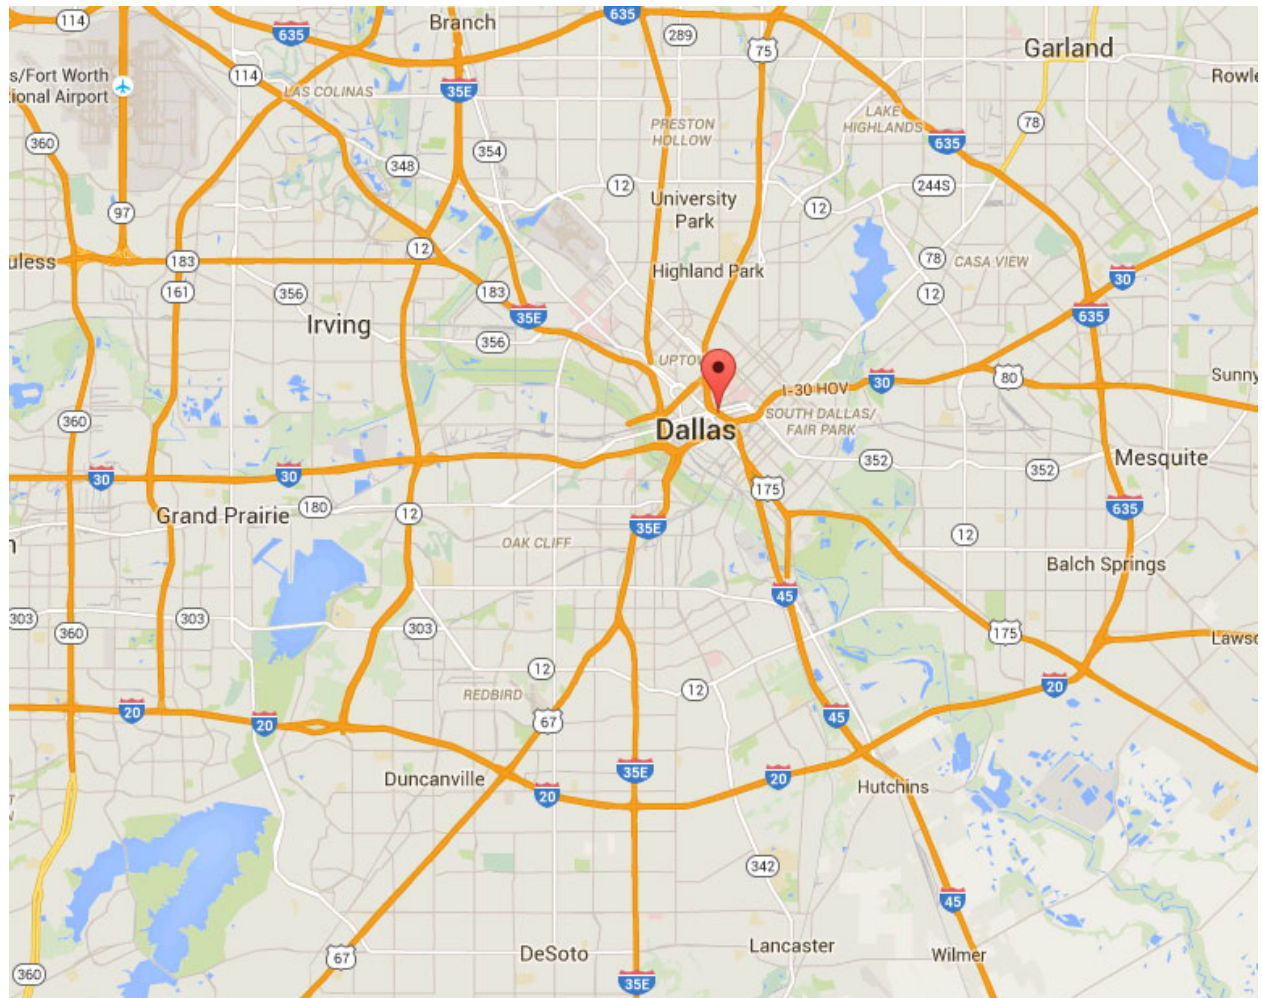 114
635
Branch
635
289
75
Garland
s/Fort Worth
ional Airport
114
LAS COLINAS
35E
Rowle
PRESTON
HOLLOW
LAKE
HIGHLANDS
78
360
635
348
354
12
University
Park
244S
12
97
12
Highland Park
78
CASA VIEW
uless
183
30
161
356
183
12
Irving
35E
635
356
UPTOW
80
Sunny
I-30 HOV
30
360
Dallas
SOUTH DALLAS/
FAIR PARK
352
352
Mesquite
30
30
175
Grand Prairie
180
12
635
35E
12
n
OAK CLIFF
Balch Springs
45
303
303
303
360
175
Lawso
12
12
REDBIRD
20
20
20
67
45
35E
Duncanville
20
20
Hutchins
342
45
DeSoto
Lancaster
Wilmer
67
360
35E